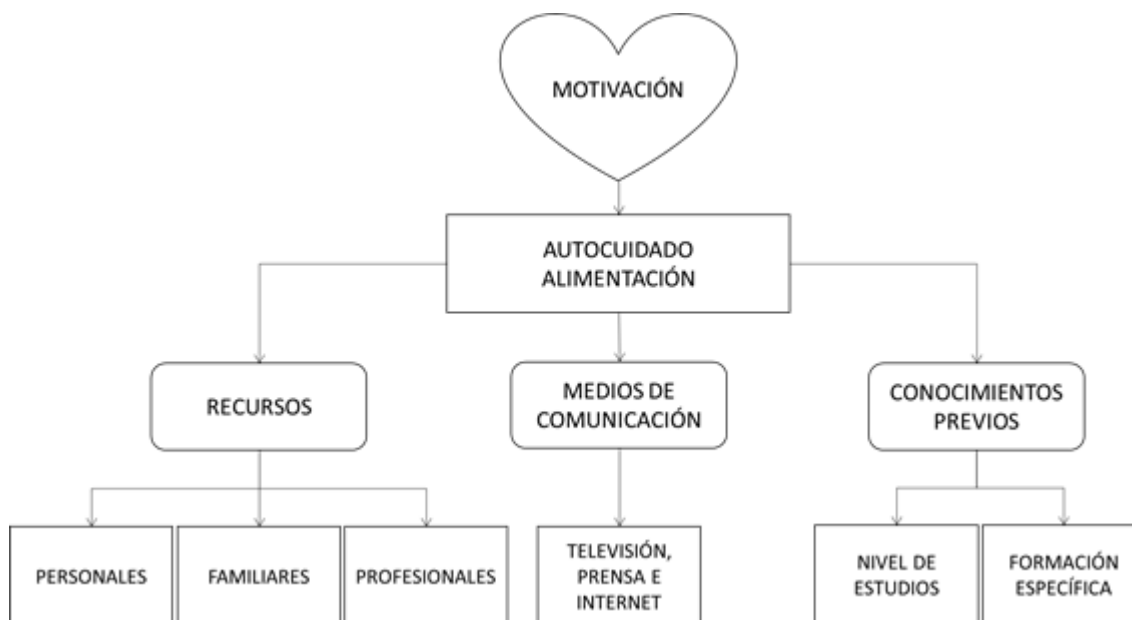 MOTIVACIÓN
AUTOCUIDADO
ALIMENTACIÓN
RECURSOS
MEDIOS DE
COMUNICACIÓN
CONOCIMIENTOS
PREVIOS
PERSONALES
FAMILIARES
PROFESIONALES
TELEVISIÓN,
PRENSA E
INTERNET
NIVEL DE
ESTUDIOS
FORMACIÓN
ESPECÍFICA